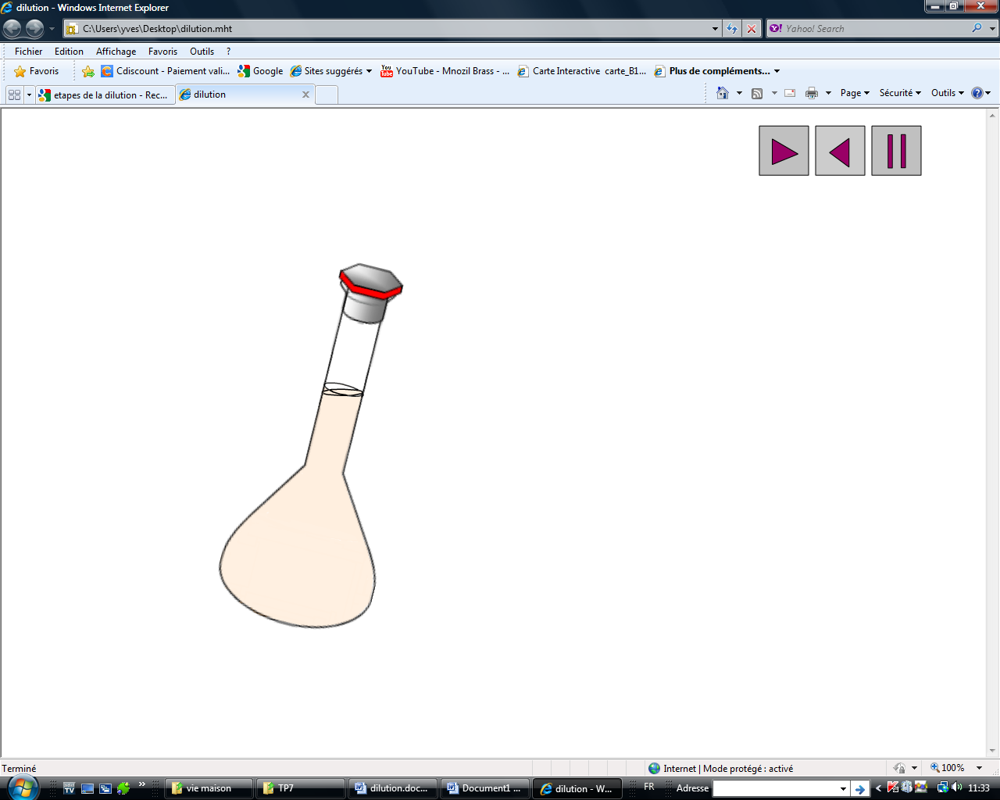 dilution - Windows Internet Explorer
C:\Users\yves\Desktop\dilution.mht
Yahoo! Search
Fichier Edition Affichage Favoris Outils ?
Favoris Cdiscount - Paiement vali... Google Sites suggérés YouTube - Mnozil Brass - ... Carte Interactive carte_B1... Plus de compléments...
etapes de la dilution - Rec... dilution Page Sécurité Outils
Terminé Internet | Mode protégé : activé 100%
TV » vie maison TP7 dilution.doc... Document1 ... dilution - W... FR Adresse < 11:33